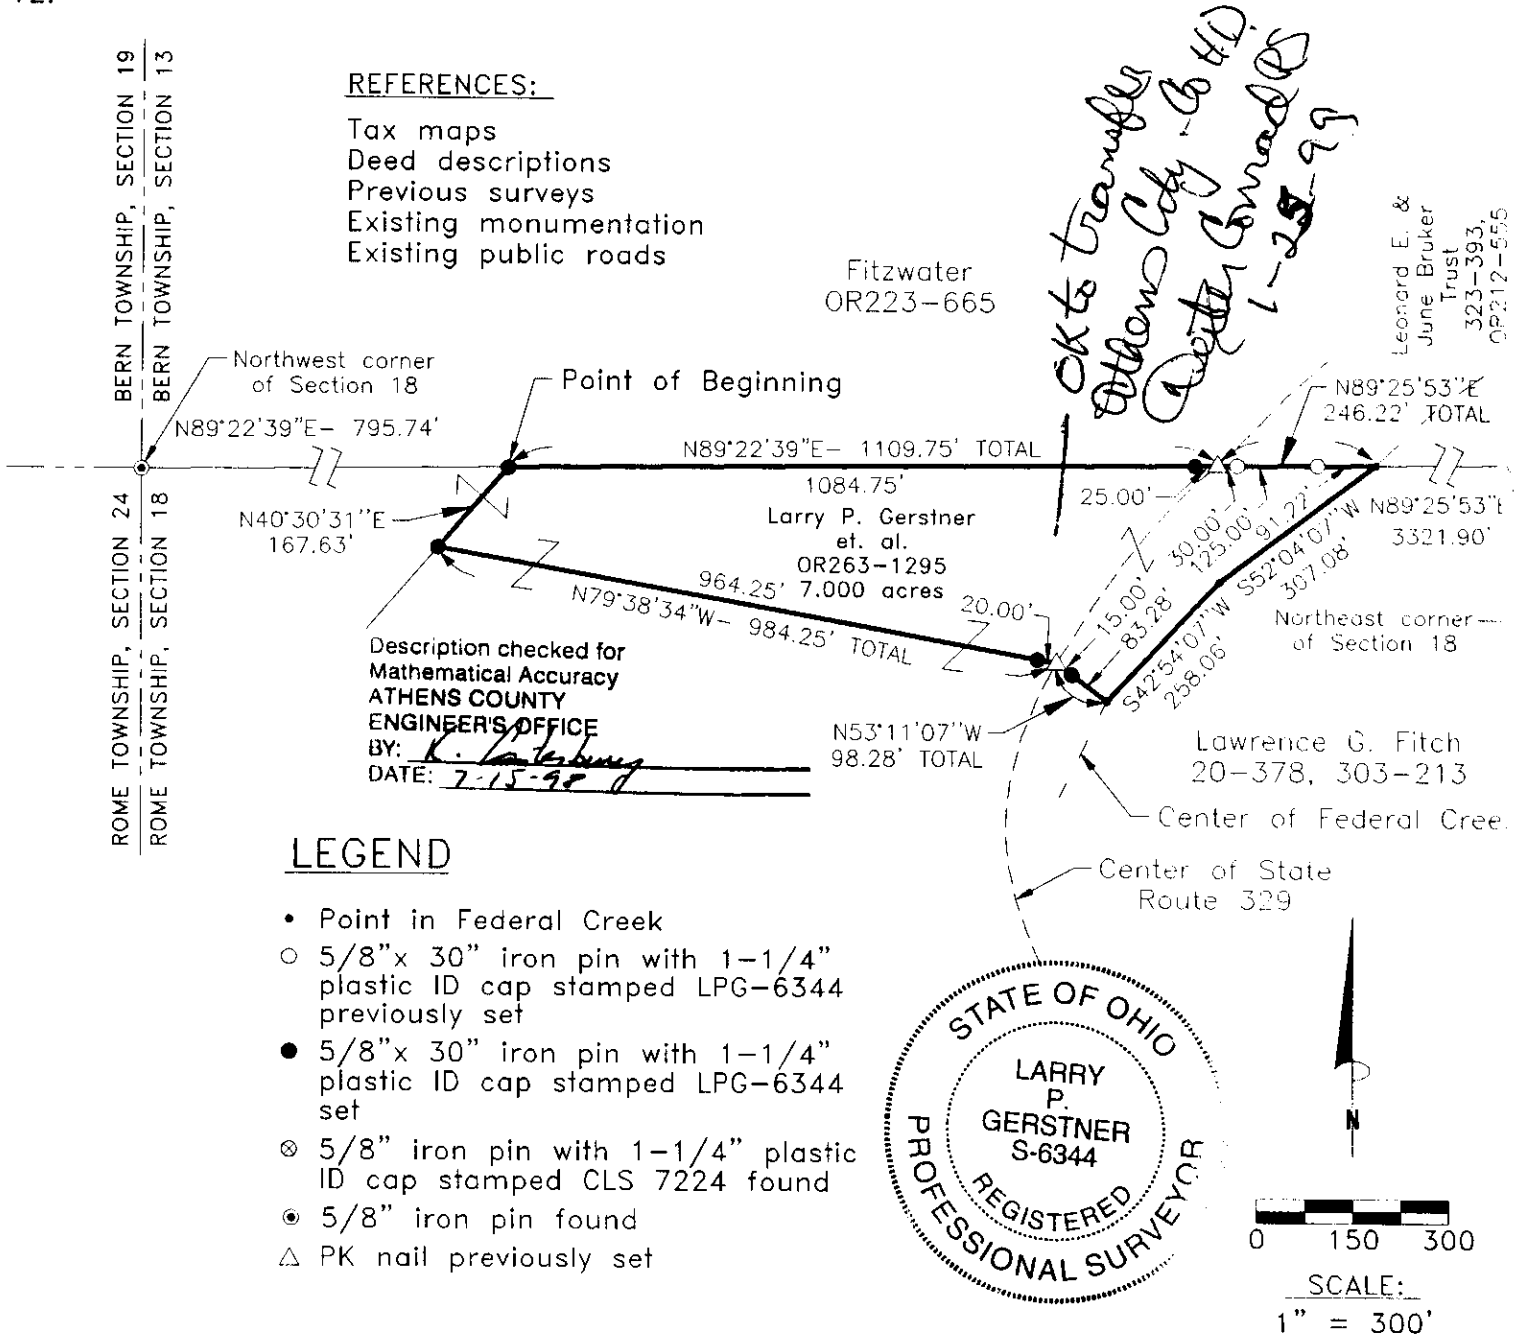 BERN TOWNSHIP, SECTION 19
BERN TOWNSHIP, SECTION 13
ROME TOWNSHIP, SECTION 24
ROME TOWNSHIP, SECTION 18
REFERENCES:
Tax maps
Deed descriptions
Previous surveys
Existing monumentation
Existing public roads
OK to transfer
Athens City - Co H.D.
Conrad RS
Fitzwater
OR223-665
Leonard E. &
June Bruker
Trust
323-393,
OR212-555
Northwest corner
of Section 18
N89°22'39"E- 795.74'
Point of Beginning
N89°22'39"E- 1109.75' TOTAL
1084.75'
25.00'
N89°25'53"E
246.22' TOTAL
N40°30'31"E
167.63'
Larry P. Gerstner
et. al.
OR263-1295
7.000 acres
964.25'
N79°38'34"W- 984.25' TOTAL
20.00'
15.00'
83.28'
30.00'
125.00'
91.22'
S52°04'07"W
307.08'
S42°54'07"W
258.06'
N89°25'53"E
3321.90'
Northeast corner
of Section 18
N53°11'07"W
98.28' TOTAL
Description checked for
Mathematical Accuracy
ATHENS COUNTY
ENGINEER'S OFFICE
BY: K. Canterbury
DATE: 7-15-98
Lawrence G. Fitch
20-378, 303-213
Center of Federal Cree
Center of State
Route 329
LEGEND
Point in Federal Creek
5/8"x 30" iron pin with 1-1/4"
plastic ID cap stamped LPG-6344
previously set
5/8"x 30" iron pin with 1-1/4"
plastic ID cap stamped LPG-6344
set
5/8" iron pin with 1-1/4" plastic
ID cap stamped CLS 7224 found
5/8" iron pin found
PK nail previously set
STATE OF OHIO
LARRY
P.
GERSTNER
S-6344
REGISTERED
PROFESSIONAL SURVEYOR
N
0 150 300
SCALE:
1" = 300'